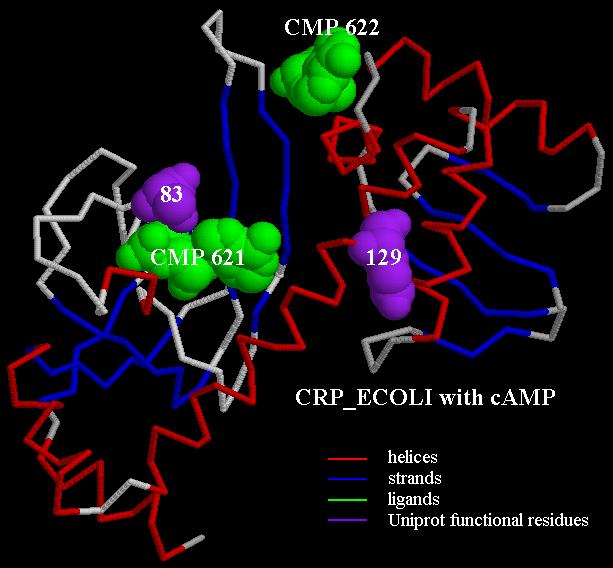 CMP 622
83
CMP 621
129
CRP_ECOLI with cAMP
helices
strands
ligands
Uniprot functional residues